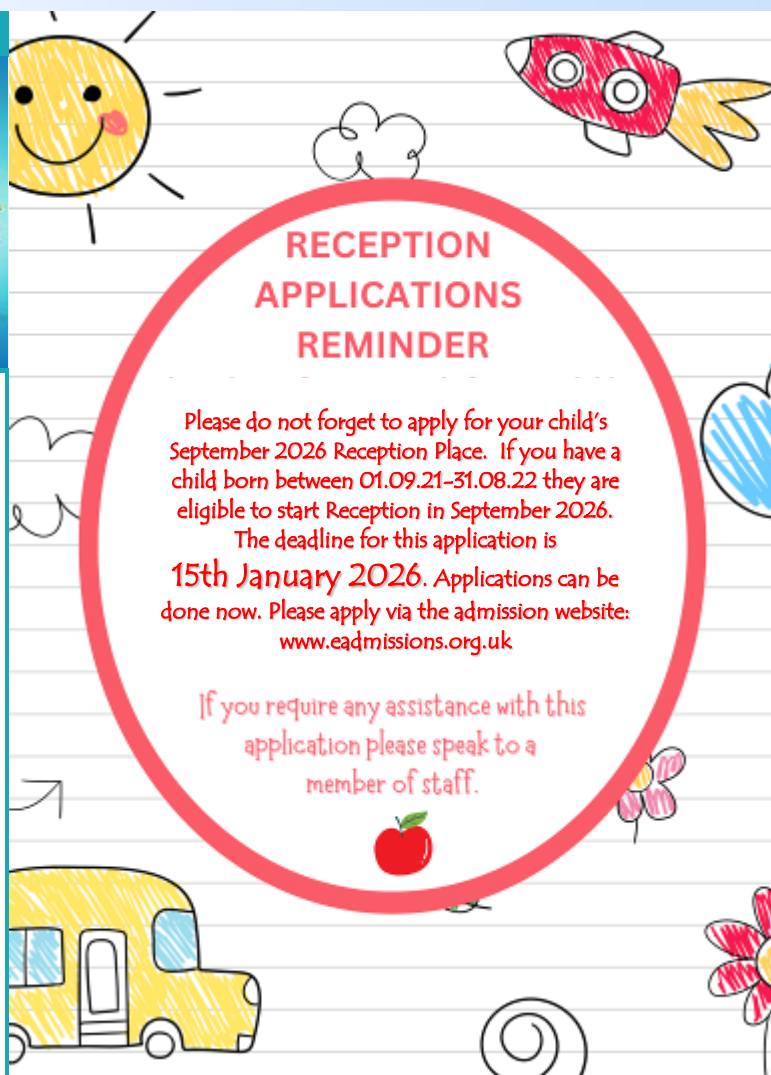 RECEPTION
APPLICATIONS
REMINDER
Please do not forget to apply for your child's
September 2026 Reception Place. If you have a
child born between 01.09.21-31.08.22 they are
eligible to start Reception in September 2026.
The deadline for this application is
15th January 2026. Applications can be
done now. Please apply via the admission website:
www.eadmissions.org.uk
If you require any assistance with this
application please speak to a
member of staff.